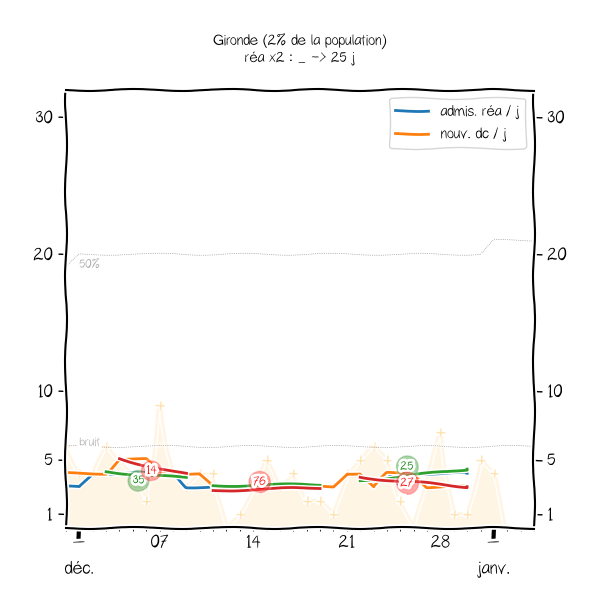 Gironde (2% de la population)
réa x2 : _ -> 25 j
admis. réa / j
nouv. dc / j
30 30
20 20
50%
10 10
bruit
5 5
1 1
14
35
76
25
27
07 14 21 28
déc. janv.